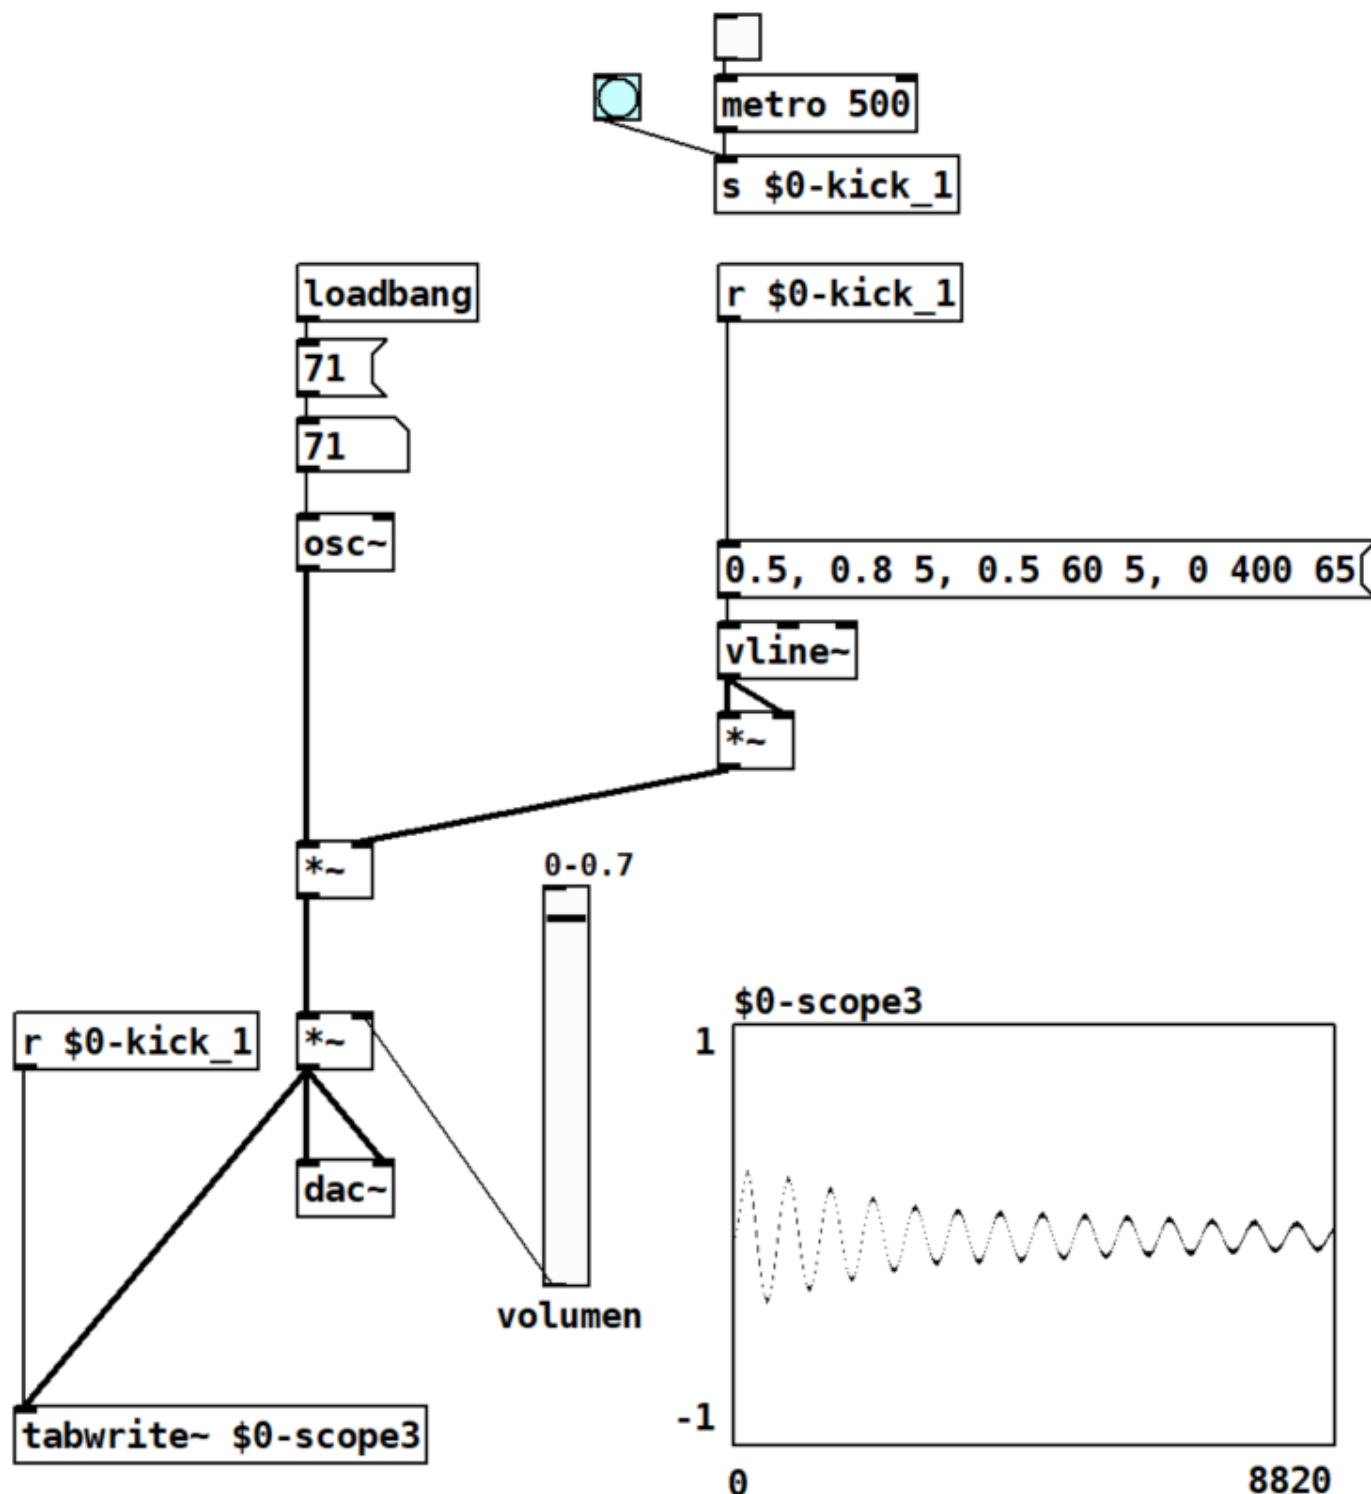 metro 500
s $0-kick_1
loadbang
r $0-kick_1
71
71
osc~
0.5, 0.8 5, 0.5 60 5, 0 400 65
vline~
*~
*~
0-0.7
$0-scope3
1
r $0-kick_1
*~
dac~
volumen
-1
tabwrite~ $0-scope3
0
8820